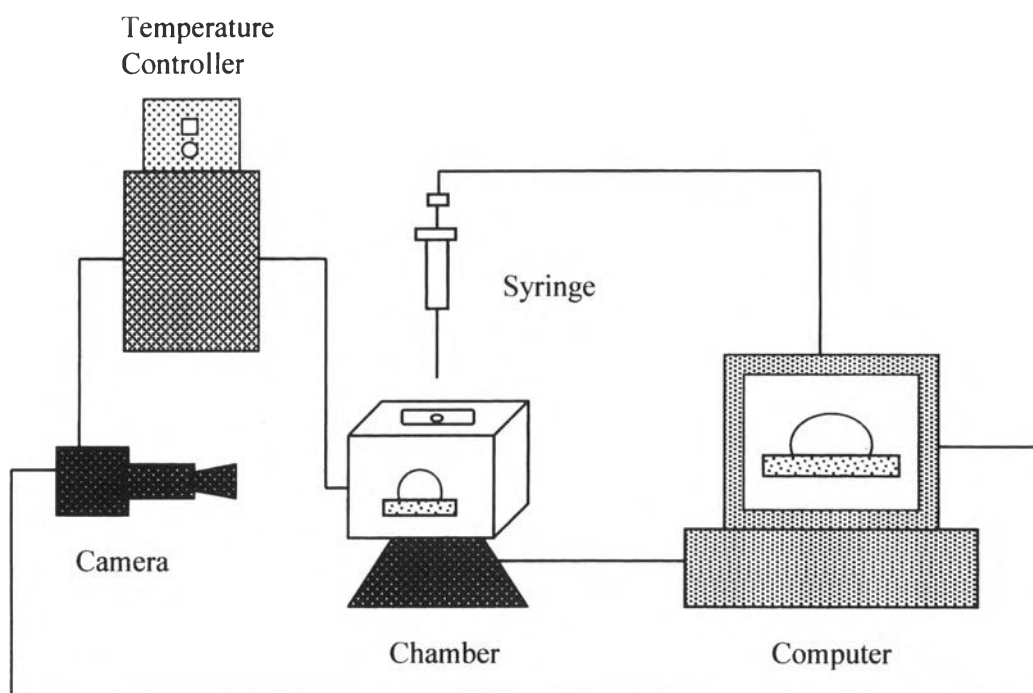 Temperature
Controller
Syringe
Camera
Chamber
Computer